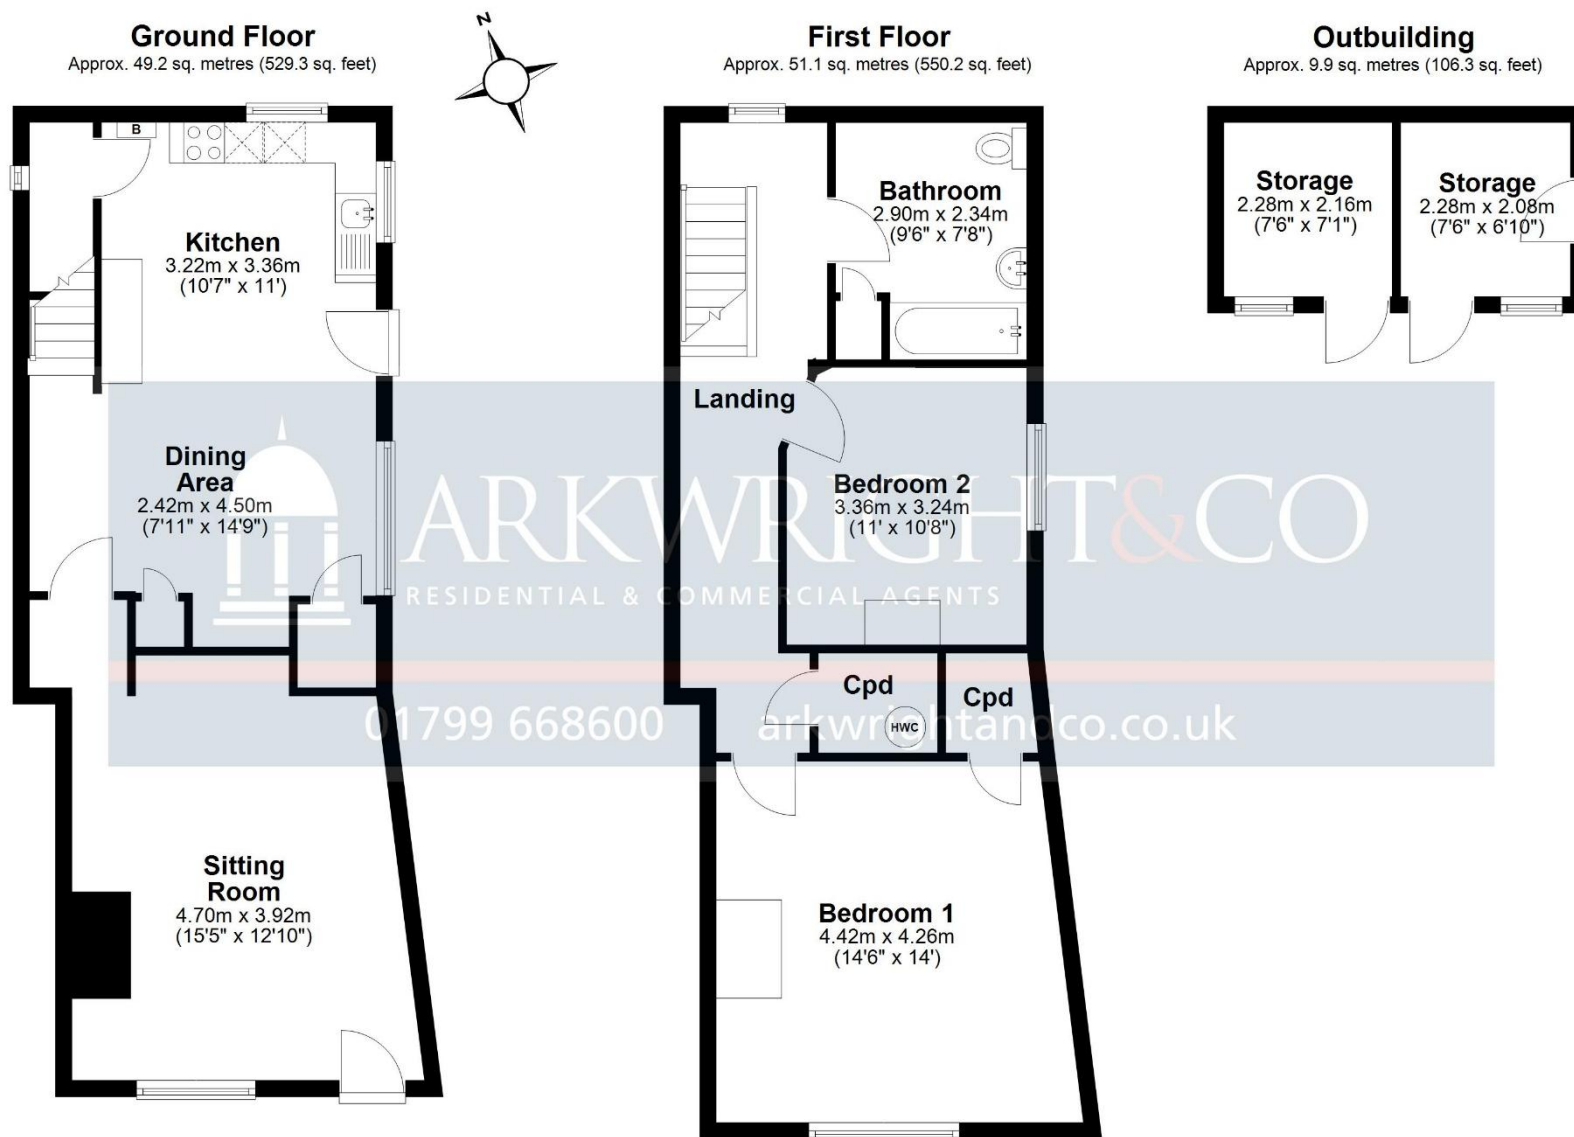 Ground Floor
Approx. 49.2 sq. metres (529.3 sq. feet)
N
First Floor
Approx. 51.1 sq. metres (550.2 sq. feet)
Outbuilding
Approx. 9.9 sq. metres (106.3 sq. feet)
B
Kitchen
3.22m x 3.36m
(10'7" x 11')
Dining
Area
2.42m x 4.50m
(7'11" x 14'9")
Sitting
Room
4.70m x 3.92m
(15'5" x 12'10")
Bathroom
2.90m x 2.34m
(9'6" x 7'8")
Landing
Bedroom 2
3.36m x 3.24m
(11' x 10'8")
Cpd
HWC
Cpd
Bedroom 1
4.42m x 4.26m
(14'6" x 14')
Storage
2.28m x 2.16m
(7'6" x 7'1")
Storage
2.28m x 2.08m
(7'6" x 6'10")
ARKWRIGHT&CO
RESIDENTIAL & COMMERCIAL AGENTS
01799 668600 arkwrightandco.co.uk